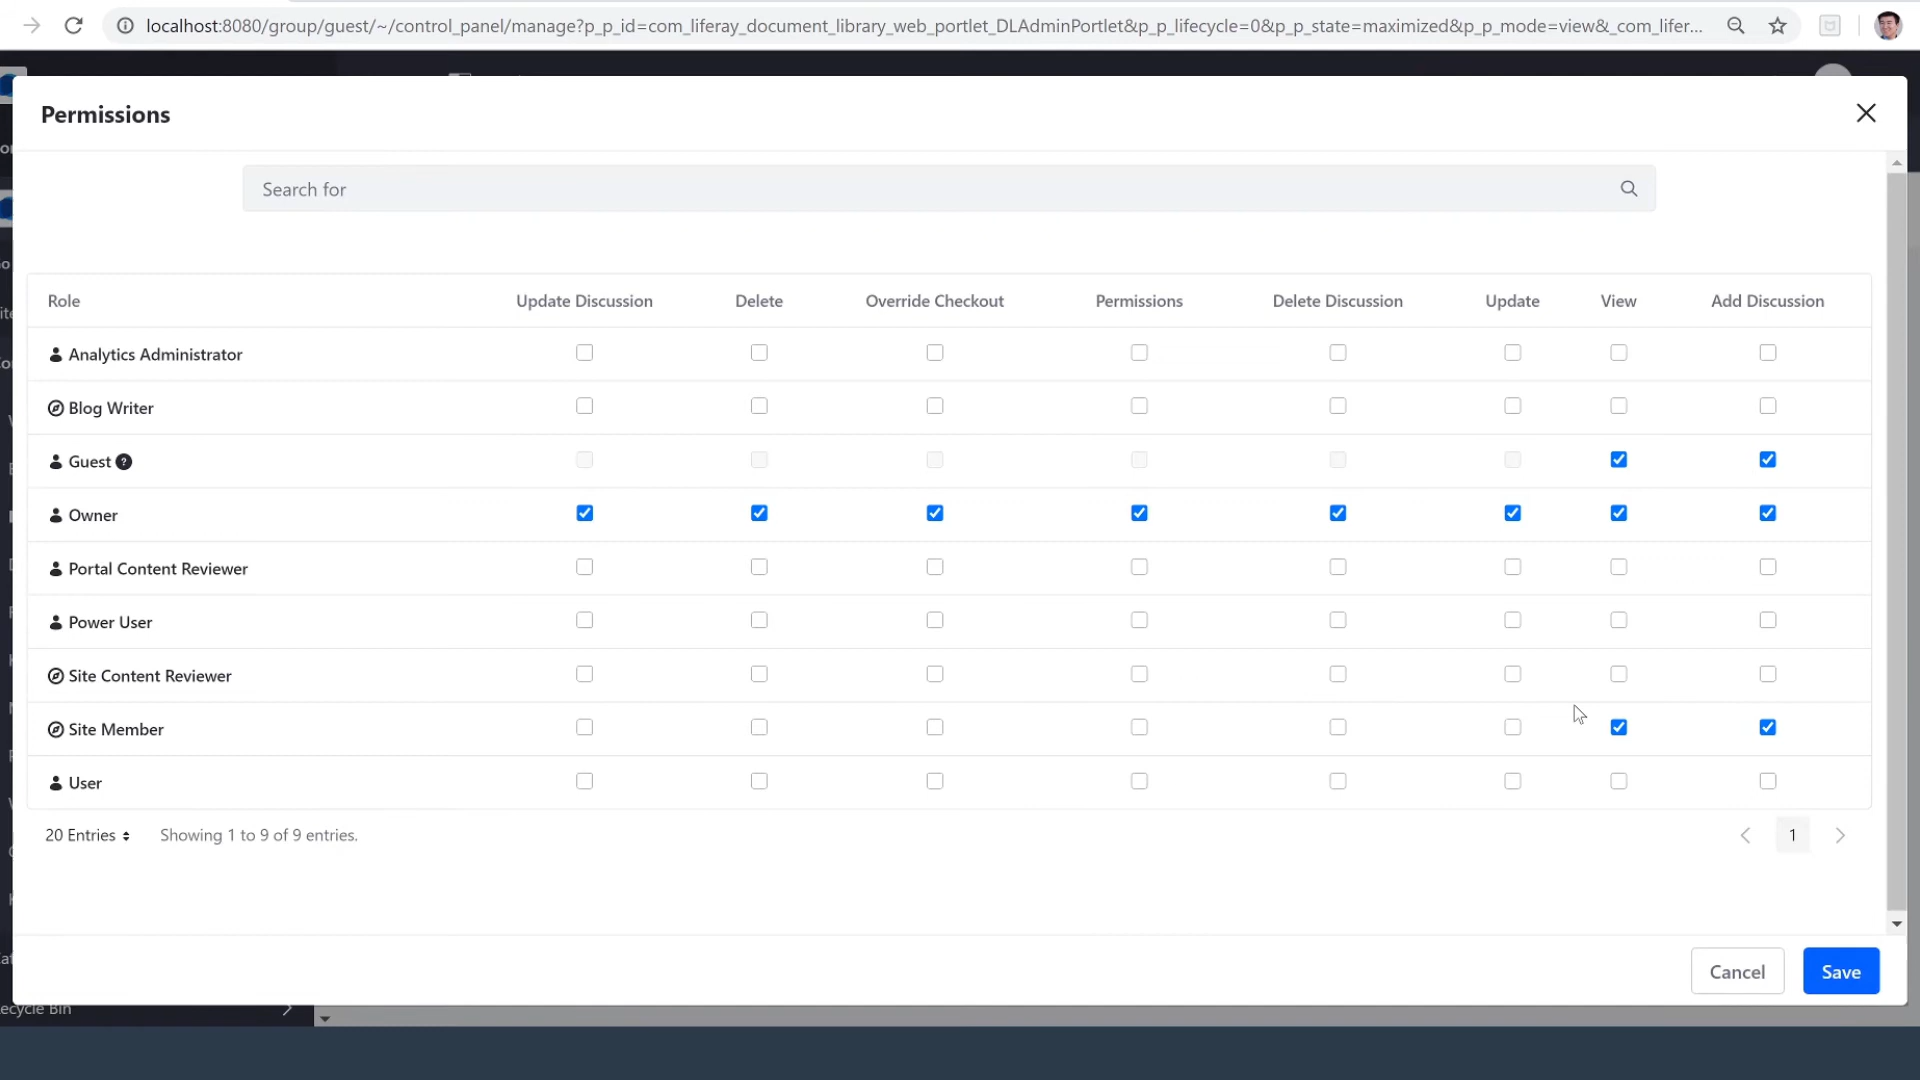 localhost:8080/group/guest/~/control_panel/manage?p_p_id=com_liferay_document_library_web_portlet_DLAdminPortlet&p_p_lifecycle=0&p_p_state=maximized&p_p_mode=view&_com_lifer...
Permissions
Search for
Role Update Discussion Delete Override Checkout Permissions Delete Discussion Update View Add Discussion
Analytics Administrator
Blog Writer
Guest ?
Owner
Portal Content Reviewer
Power User
Site Content Reviewer
Site Member
User
20 Entries Showing 1 to 9 of 9 entries. 1
Cancel Save
ecycle Bin